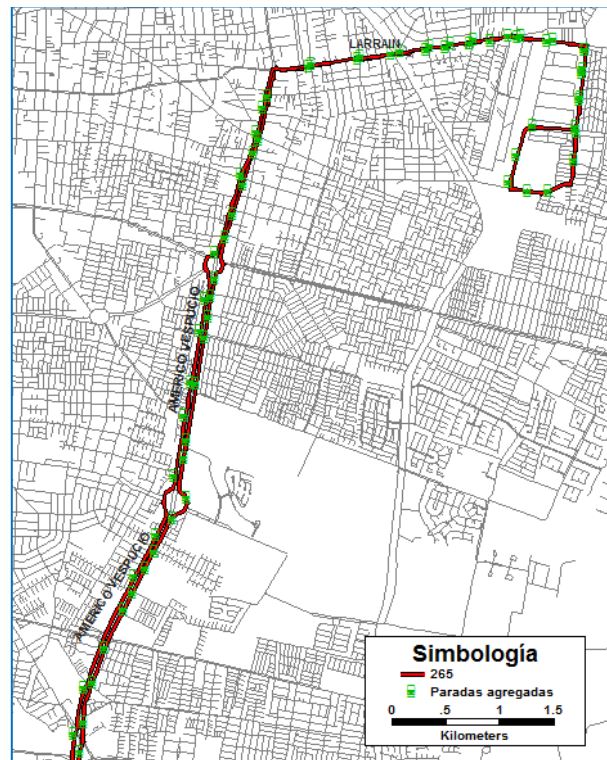 LARRAIN
AMERICO VESPUCIO
AMERICO VESPUCIO
Simbología
265
Paradas agregadas
0 .5 1 1.5
Kilometers